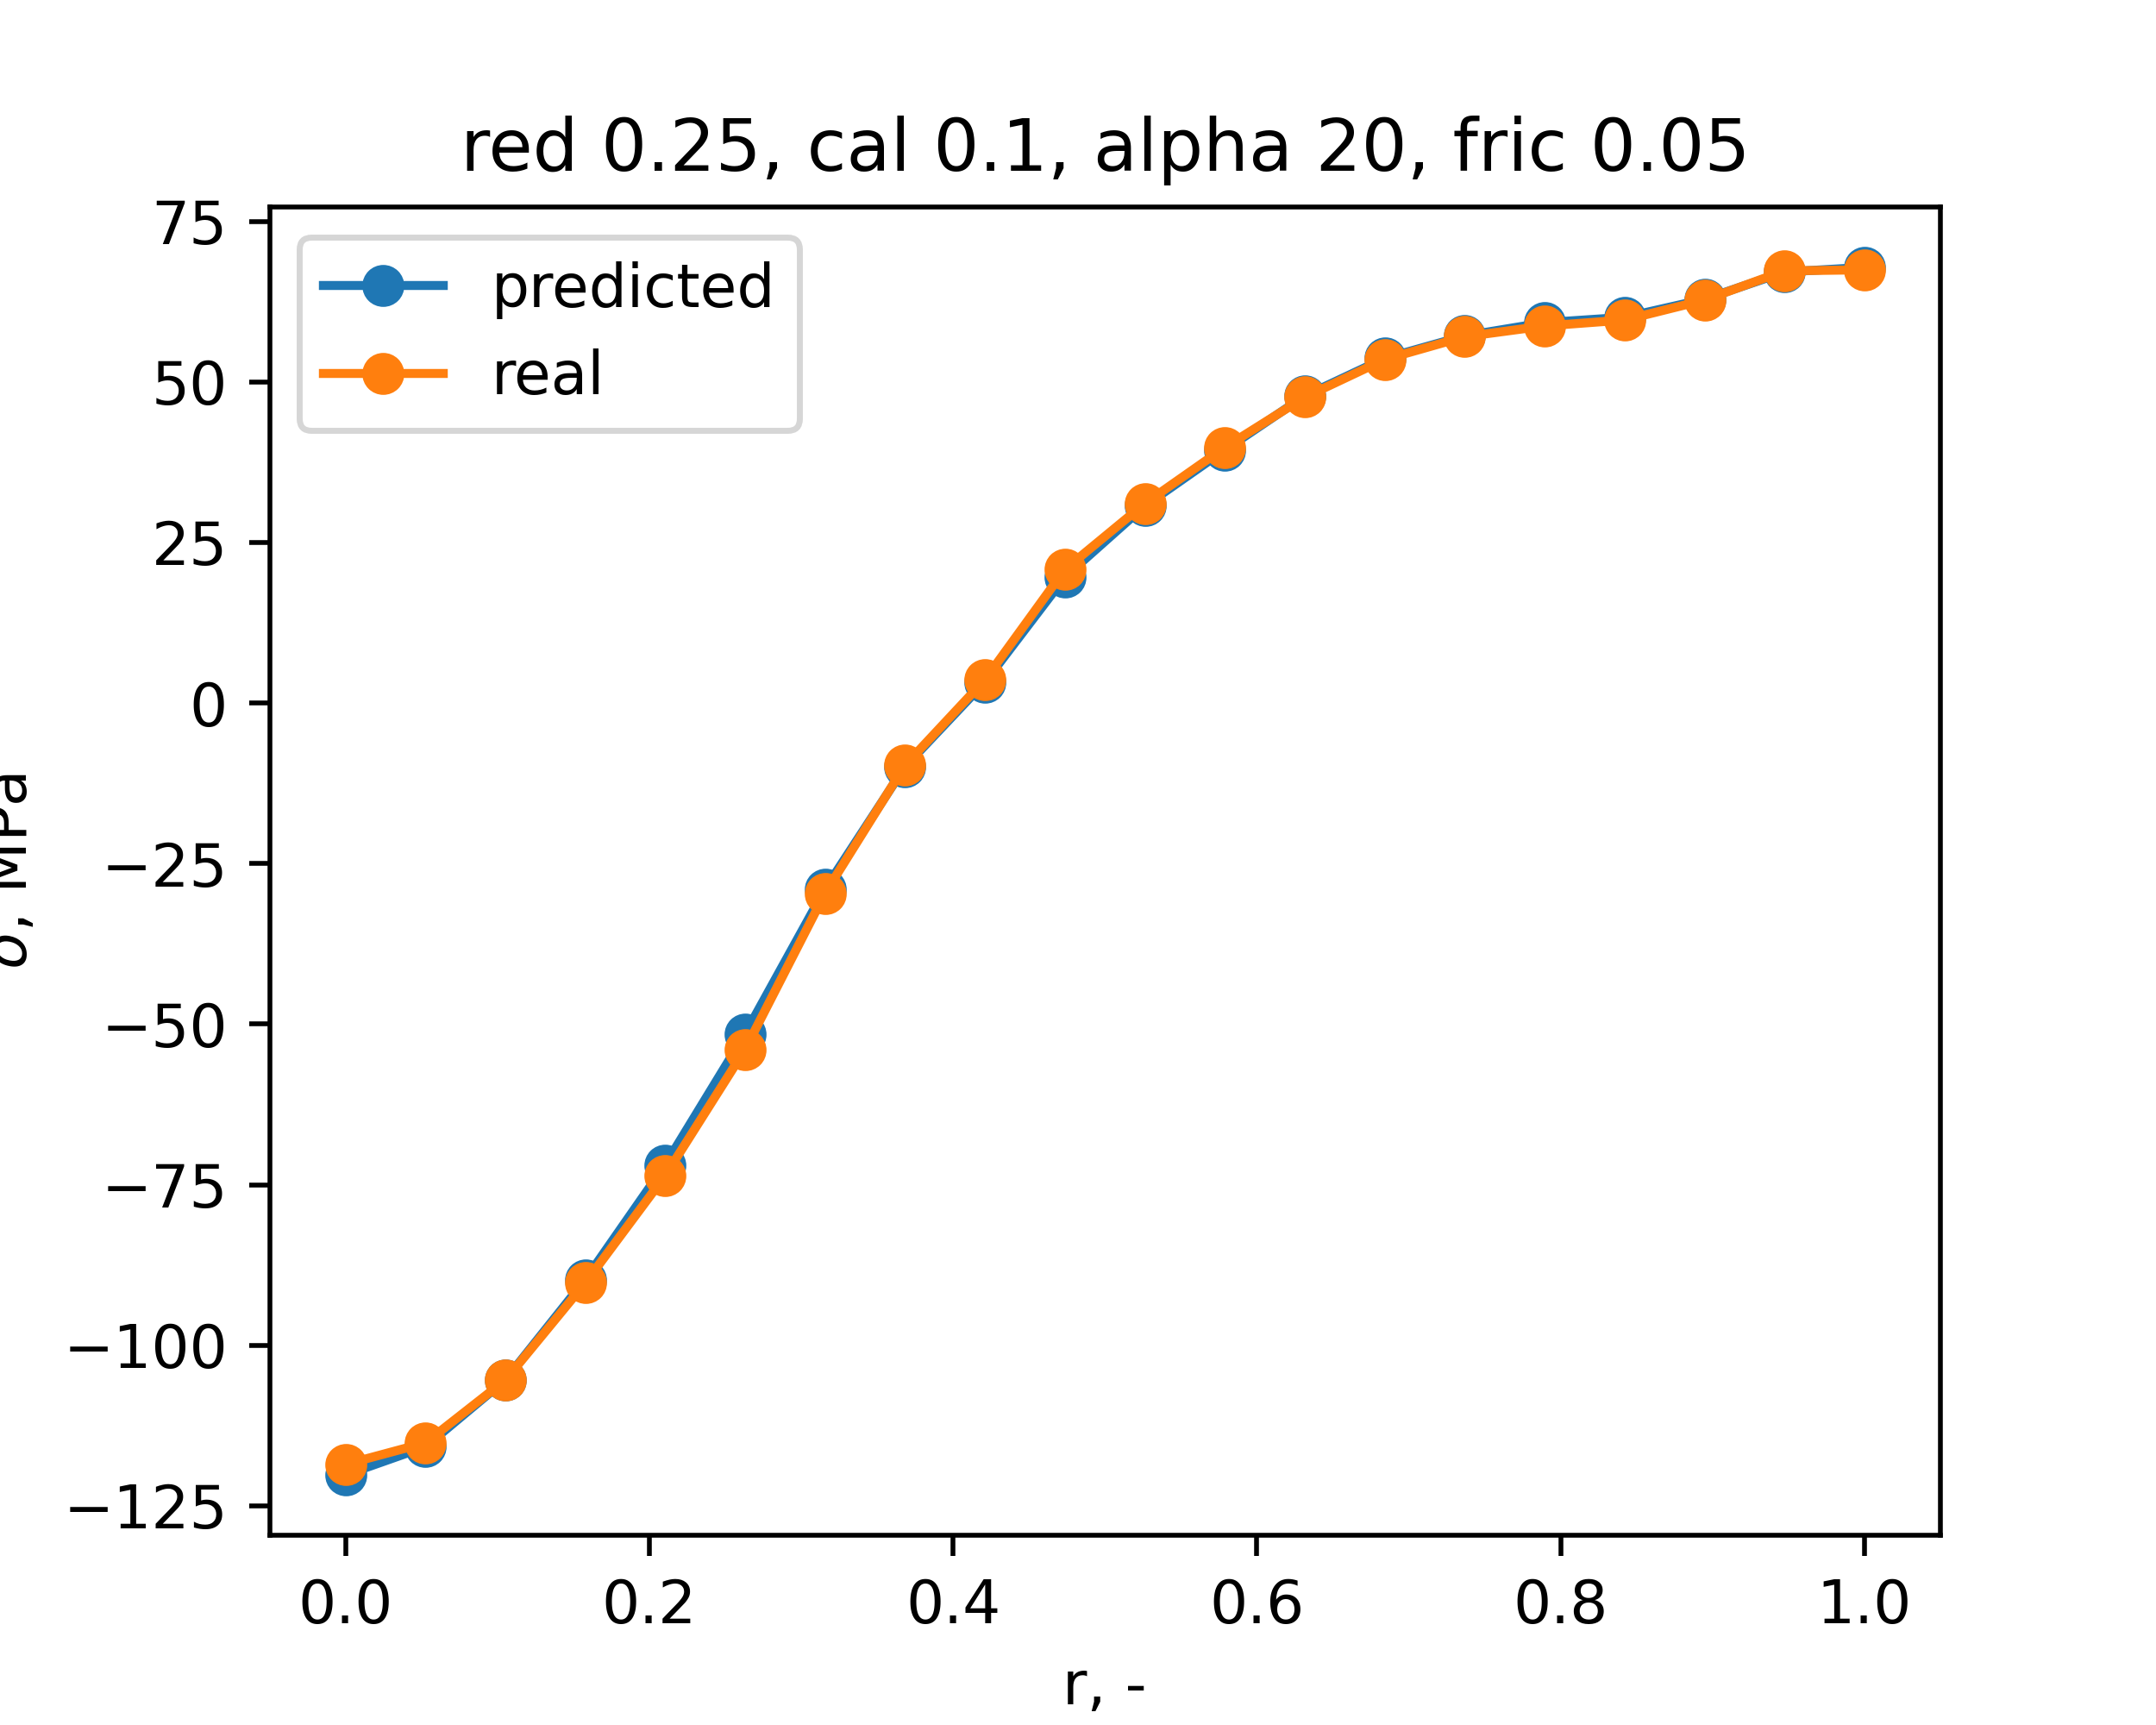 red 0.25, cal 0.1, alpha 20, fric 0.05
75
50
25
0
−25
−50
−75
−100
−125
predicted
real
σ, MPa
0.0 0.2 0.4 0.6 0.8 1.0
r, -